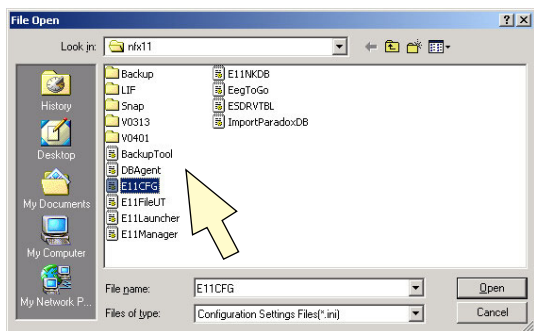 File Open
Look in:
nfx11
History
Desktop
My Documents
My Computer
My Network P...
Backup
LIF
Snap
V0313
V0401
BackupTool
DBAgent
E11CFG
E11FileUT
E11Launcher
E11Manager
E11NKDB
EegToGo
ESDRVTBL
ImportParadoxDB
File name:
E11CFG
Open
Files of type:
Configuration Settings Files(*.ini)
Cancel